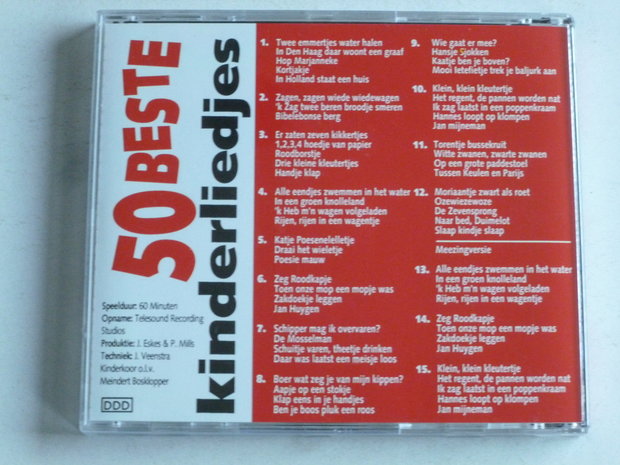 50 BESTE
kinderliedjes
Speelduur: 60 Minuten
Opname: Telesound Recording
Studios
Produktie: J. Eskes & P. Mills
Techniek: J. Veenstra
Kinderkoor o.l.v.
Meindert Bosklopper
DDD
1. Twee emmertjes water halen
In Den Haag daar woont een graaf
Hop Marjanneke
Kortjakje
In Holland staat een huis
2. Zagen, zagen wiede wiedewagen
'k Zag twee beren broodje smeren
Bibelebonse berg
3. Er zaten zeven kikkertjes
1,2,3,4 hoedje van papier
Roodborstje
Drie kleine kleutertjes
Handje klap
4. Alle eendjes zwemmen in het water
In een groen knolleland
'k Heb m'n wagen volgeladen
Rijen, rijen in een wagentje
5. Katje Poesenelelletje
Draai het wieletje
Poesie mauw
6. Zeg Roodkapje
Toen onze mop een mopje was
Zakdoekje leggen
Jan Huygen
7. Schipper mag ik overvaren?
De Mosselman
Schuitje varen, theetje drinken
Daar was laatst een meisje loos
8. Boer wat zeg je van mijn kippen?
Aapje op een stokje
Klap eens in je handjes
Ben je boos pluk een roos
9. Wie gaat er mee?
Hansje Sjokken
Kaatje ben je boven?
Mooi Ietefietje trek je baljurk aan
10. Klein, klein kleutertje
Het regent, de pannen worden nat
Ik zag laatst in een poppenkraam
Hannes loopt op klompen
Jan mijneman
11. Torentje bussekruit
Witte zwanen, zwarte zwanen
Op een grote paddestoel
Tussen Keulen en Parijs
12. Moriaantje zwart als roet
Ozewiezewoze
De Zevensprong
Naar bed, Duimelot
Slaap kindje slaap
Meezingversie
13. Alle eendjes zwemmen in het water
In een groen knolleland
'k Heb m'n wagen volgeladen
Rijen, rijen in een wagentje
14. Zeg Roodkapje
Toen onze mop een mopje was
Zakdoekje leggen
Jan Huygen
15. Klein, klein kleutertje
Het regent, de pannen worden nat
Ik zag laatst in een poppenkraam
Hannes loopt op klompen
Jan mijneman